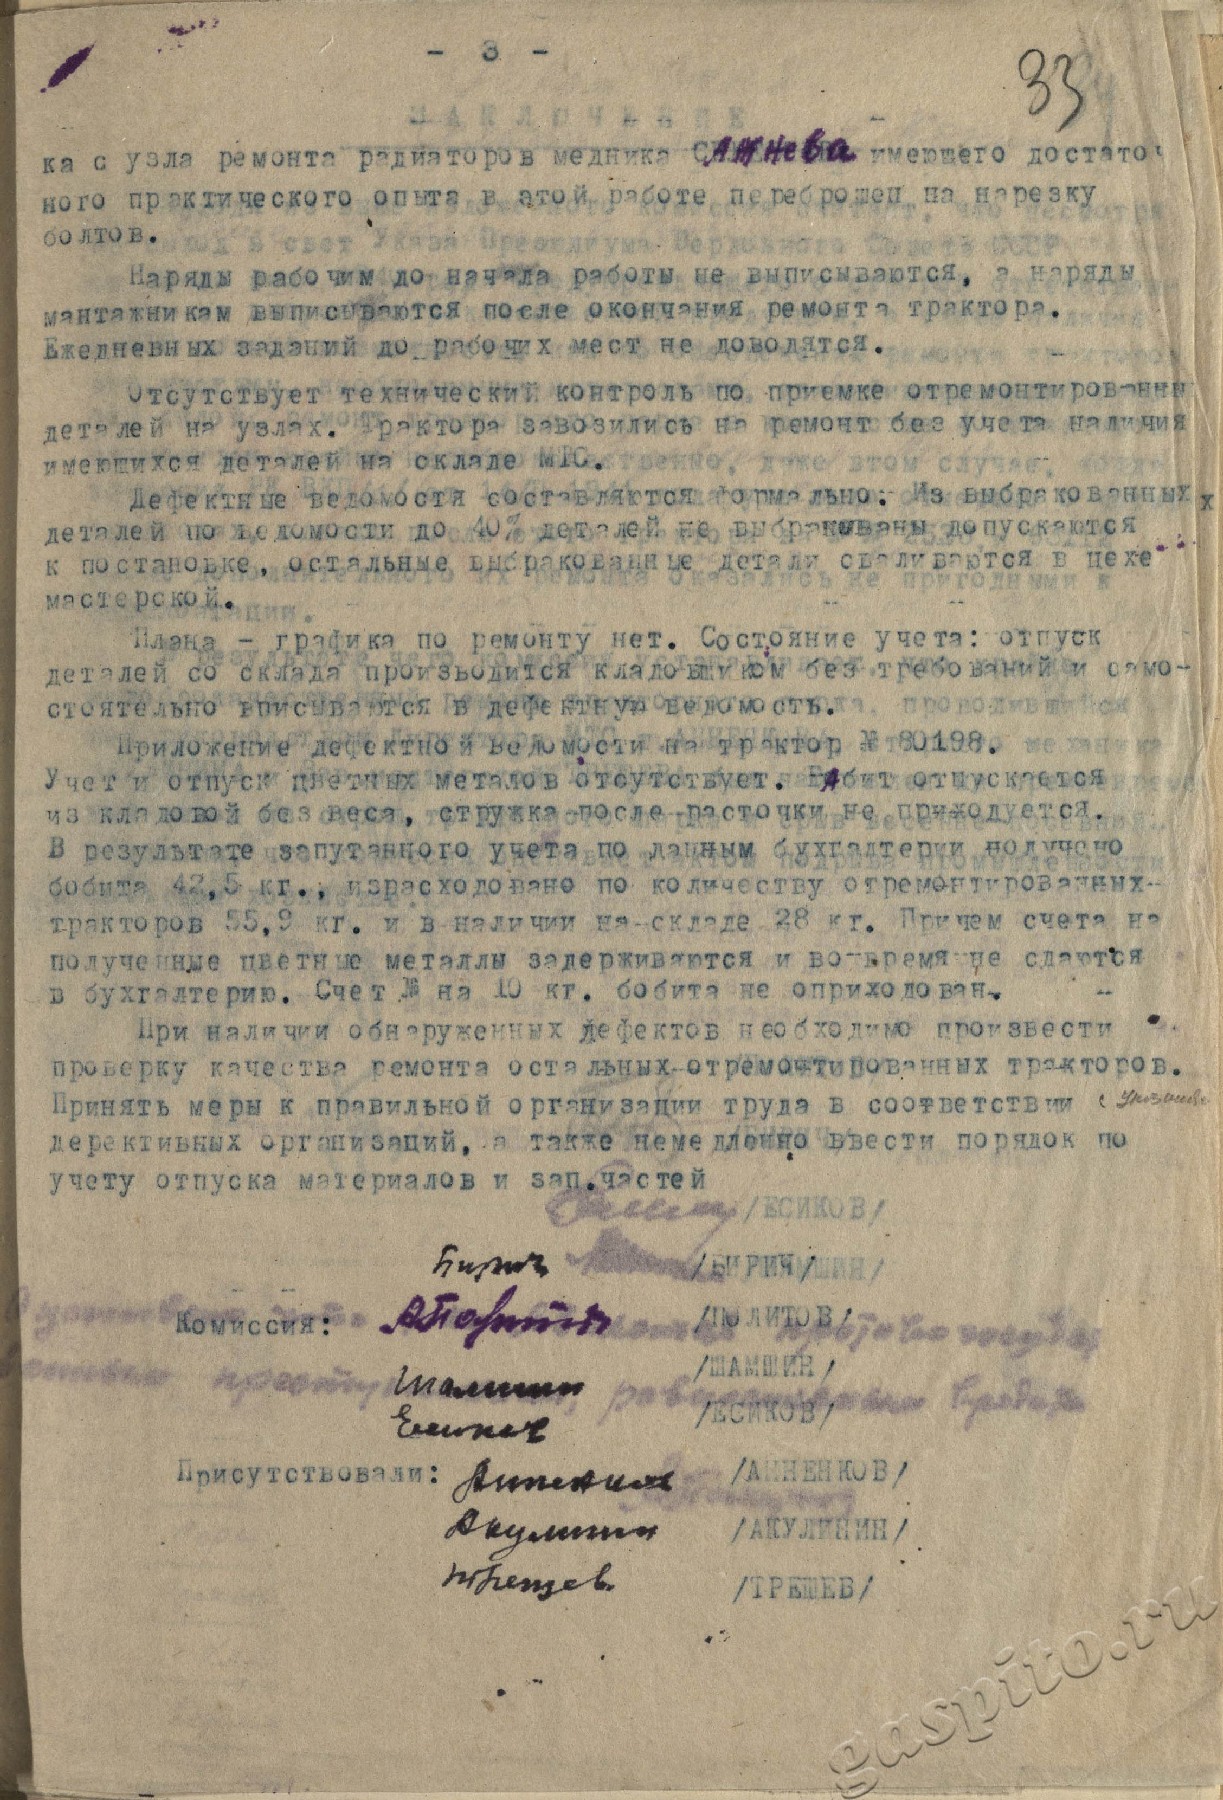 - 3 -
33
ка с узла ремонта радиаторов медника имеющего достаточ
ного практического опыта в этой работе переброшен на нарезку
болтов.
Наряды рабочим до начала работы не выписываются, а наряды
мантажникам выписываются после окончания ремонта трактора.
Ежедневных заданий до рабочих мест не доводятся.
Отсутствует технический контроль по приемке отремонтированны
деталей на узлах. Трактора завозились на ремонт без учета наличия
имеющихся деталей на складе МТС.
Дефектные ведомостя составляются формально: Из выбракованных х
деталей по ведомости до 40% деталей не выбракованы допускаются
к постановке, остальные выбракованные детали сваливаются в цехе
мастерской.
Плана - графика по ремонту нет. Состояние учета: отпуск
деталей со склада производится кладовщиком без требований и само-
стоятельно вписываются в дефектную ведомость.
Приложение дефектной ведомости на трактор № 80198.
Учет и отпуск цветных металов отсутствует. Бабит отпускается
из кладовой без веса, стружка после расточки не приходуется.
В результате запутанного учета по данным бухгалтерии получено
бобита 42,5 кг., израсходовано по количеству отремонтированных
тракторов 55,9 кг. и в наличии на складе 28 кг. Причем счета на
полученные цветные металлы задерживаются и во время не сдаются
в бухгалтерию. Счет № на 10 кг. бобита не оприходован.
При наличии обнаруженных дефектов необходимо произвести
проверку качества ремонта остальных отремонтированных тракторов.
Принять меры к правильной организации труда в соответствии с
дерективных организаций, а также немедленно ввести порядок по
учету отпуска материалов и зап.частей
/ЕСИКОВ/
Бирич /БИРИЧ/
Комиссия: /ПОЛИТОВ/
Шамшин /ШАМШИН/
Есиков /ЕСИКОВ/
Присутствовали: Анненков /АННЕНКОВ/
Акулинин /АКУЛИНИН/
Трещев /ТРЕШЕВ/
gaspito.ru